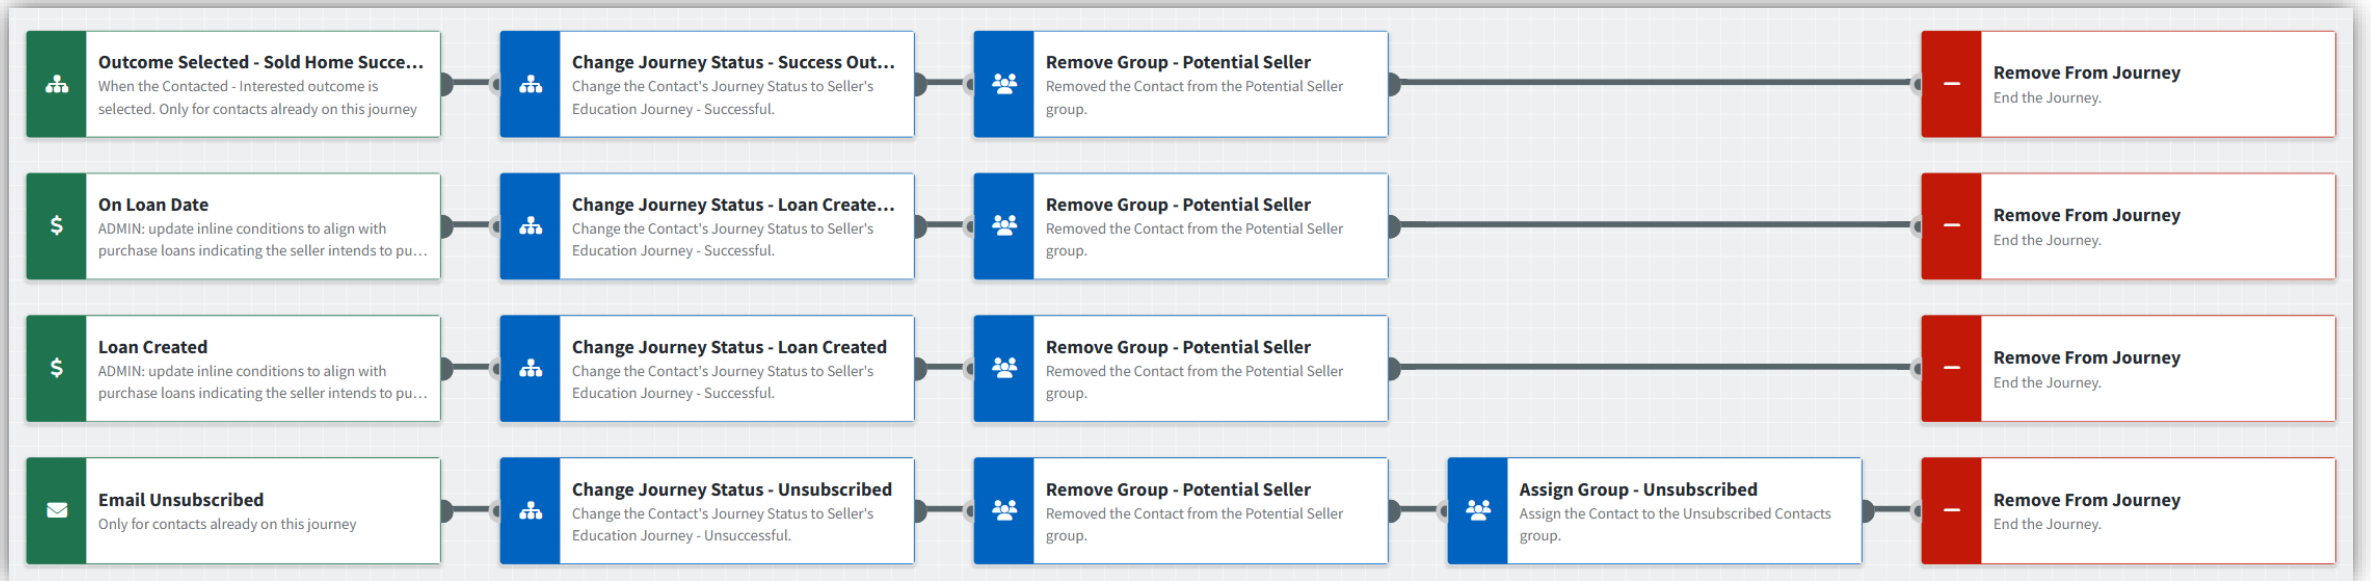 Outcome Selected - Sold Home Succe...
When the Contacted - Interested outcome is
selected. Only for contacts already on this journey
Change Journey Status - Success Out...
Change the Contact's Journey Status to Seller's
Education Journey - Successful.
Remove Group - Potential Seller
Removed the Contact from the Potential Seller
group.
Remove From Journey
End the Journey.
$
On Loan Date
ADMIN: update inline conditions to align with
purchase loans indicating the seller intends to pu...
Change Journey Status - Loan Create...
Change the Contact's Journey Status to Seller's
Education Journey - Successful.
Remove Group - Potential Seller
Removed the Contact from the Potential Seller
group.
Remove From Journey
End the Journey.
$
Loan Created
ADMIN: update inline conditions to align with
purchase loans indicating the seller intends to pu...
Change Journey Status - Loan Created
Change the Contact's Journey Status to Seller's
Education Journey - Successful.
Remove Group - Potential Seller
Removed the Contact from the Potential Seller
group.
Remove From Journey
End the Journey.
Email Unsubscribed
Only for contacts already on this journey
Change Journey Status - Unsubscribed
Change the Contact's Journey Status to Seller's
Education Journey - Unsuccessful.
Remove Group - Potential Seller
Removed the Contact from the Potential Seller
group.
Assign Group - Unsubscribed
Assign the Contact to the Unsubscribed Contacts
group.
Remove From Journey
End the Journey.